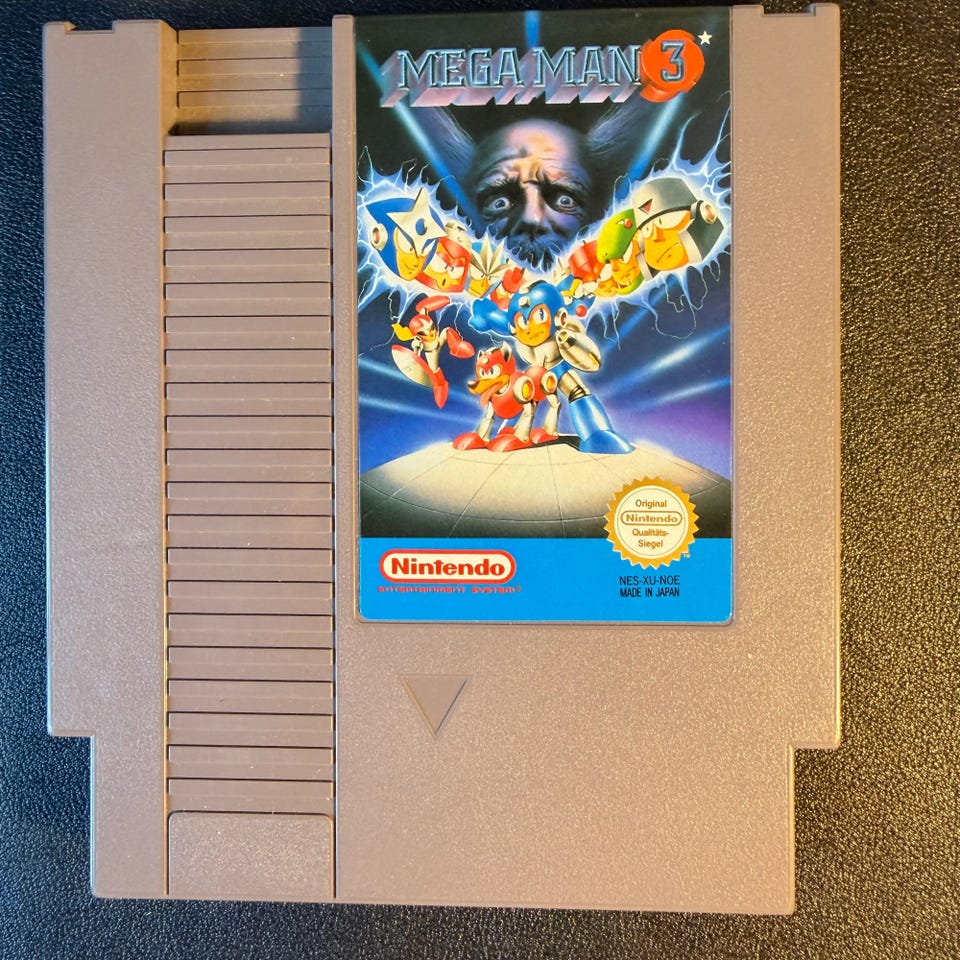 MEGA MAN 3
Original
Nintendo
Qualitäts-
Siegel
Nintendo
ENTERTAINMENT SYSTEM
NES-XU-NOE
MADE IN JAPAN